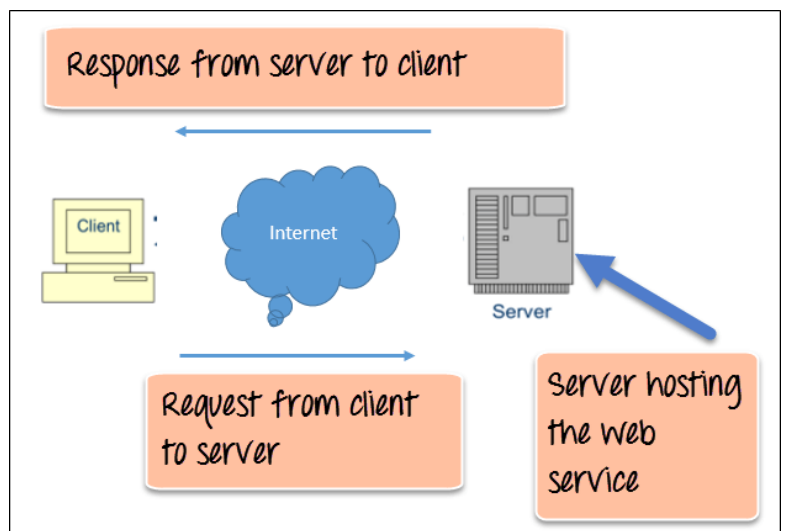 Response from server to client
Client
Internet
Server
Request from client
to server
Server hosting
the web
service